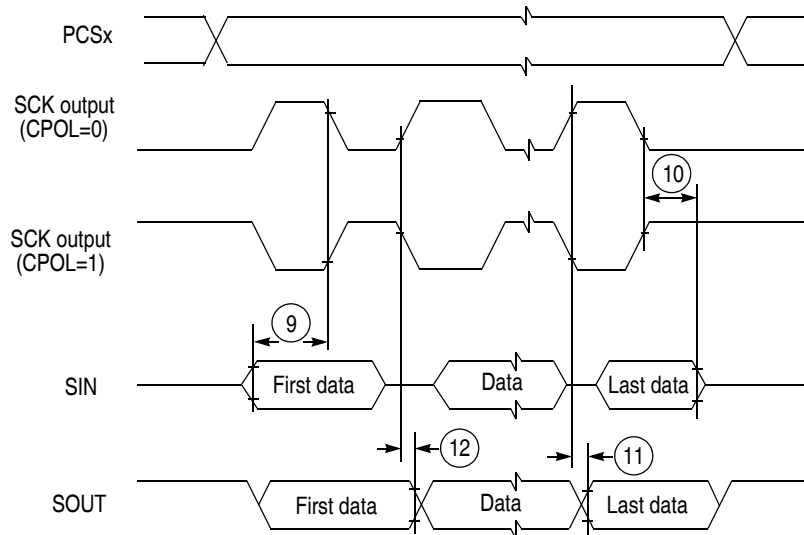 PCSx
SCK output
(CPOL=0)
10
SCK output
(CPOL=1)
9
SIN
First data
Data
Last data
12
11
SOUT
First data
Data
Last data